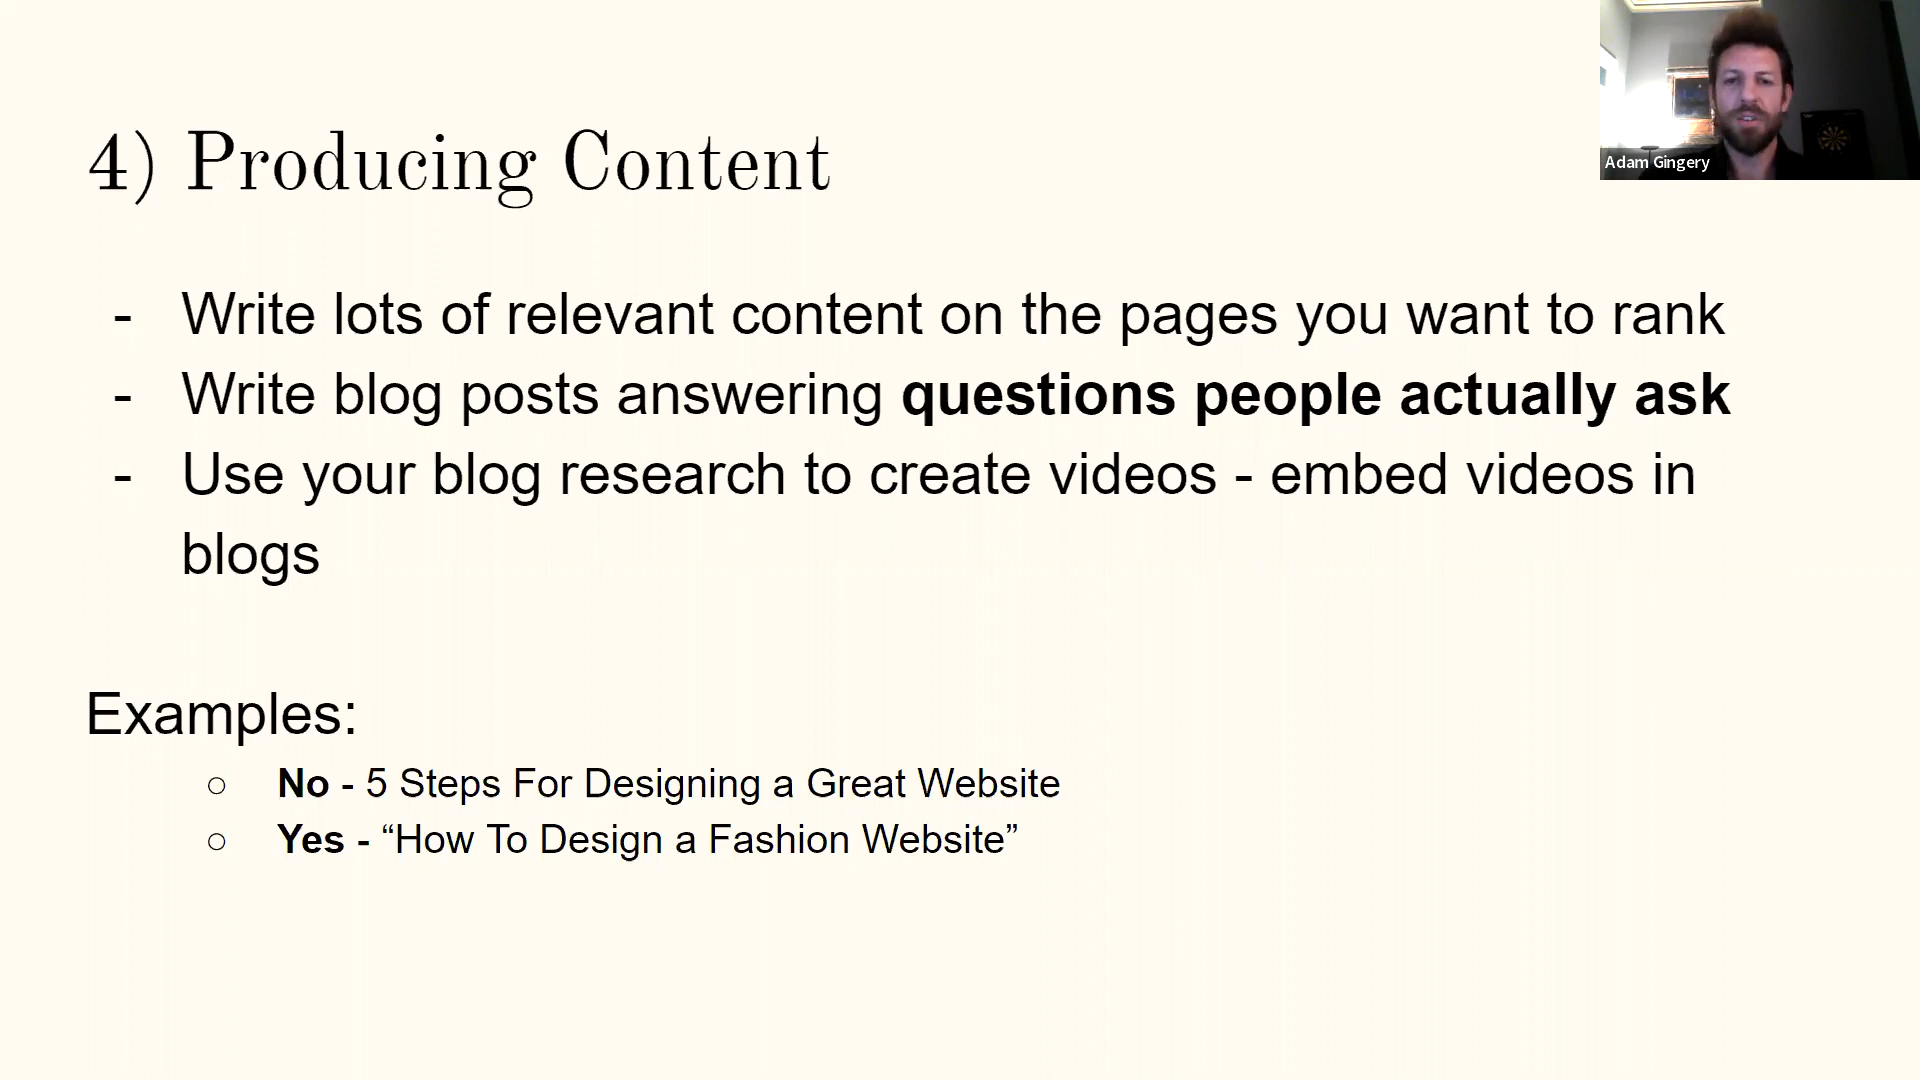 4) Producing Content
Adam Gingery
- Write lots of relevant content on the pages you want to rank
- Write blog posts answering questions people actually ask
- Use your blog research to create videos - embed videos in
blogs
Examples:
○ No - 5 Steps For Designing a Great Website
○ Yes - “How To Design a Fashion Website”